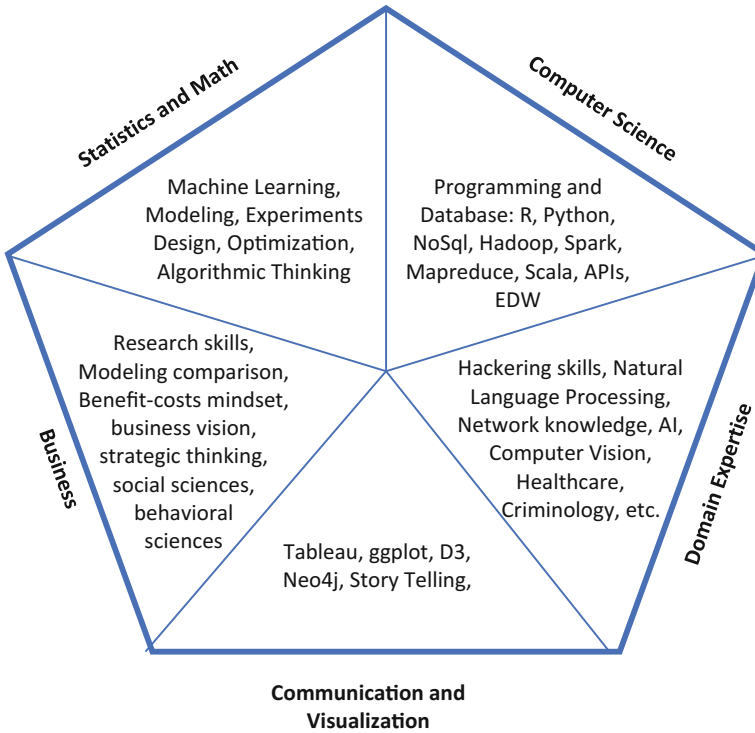 Statistics and Math
Computer Science
Machine Learning,
Modeling, Experiments
Design, Optimization,
Algorithmic Thinking
Programming and
Database: R, Python,
NoSql, Hadoop, Spark,
Mapreduce, Scala, APIs,
EDW
Research skills,
Modeling comparison,
Benefit-costs mindset,
business vision,
strategic thinking,
social sciences,
behavioral
sciences
Business
Hackering skills, Natural
Language Processing,
Network knowledge, AI,
Computer Vision,
Healthcare,
Criminology, etc.
Domain Expertise
Tableau, ggplot, D3,
Neo4j, Story Telling,
Communication and
Visualization